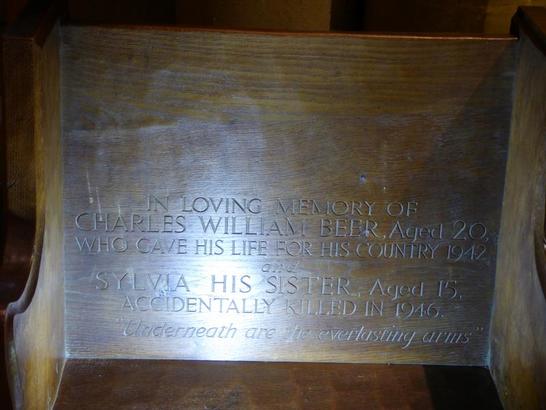 IN LOVING MEMORY OF
CHARLES WILLIAM BEER, Aged 20,
WHO GAVE HIS LIFE FOR HIS COUNTRY 1942,
and
SYLVIA HIS SISTER, Aged 15,
ACCIDENTALLY KILLED IN 1946.
"Underneath are the everlasting arms"